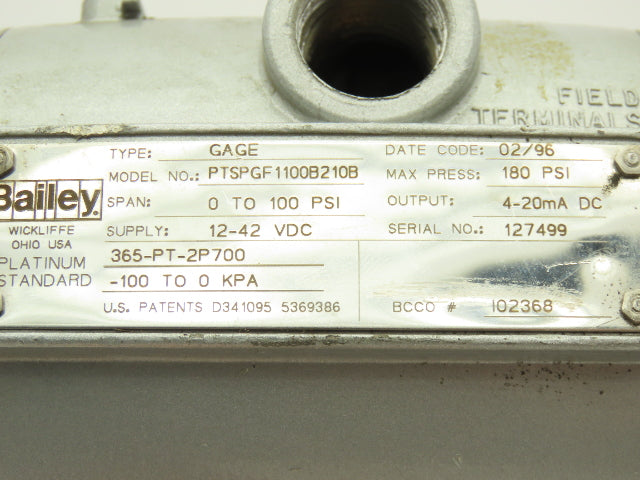 FIELD
TERMINALS
TYPE: GAGE DATE CODE: 02/96
MODEL NO.: PTSPGF1100B210B MAX PRESS: 180 PSI
Bailey SPAN: 0 TO 100 PSI OUTPUT: 4-20mA DC
WICKLIFFE SUPPLY: 12-42 VDC SERIAL NO.: 127499
OHIO USA
PLATINUM 365-PT-2P700
STANDARD -100 TO 0 KPA
U.S. PATENTS D341095 5369386 BCCO # 102368